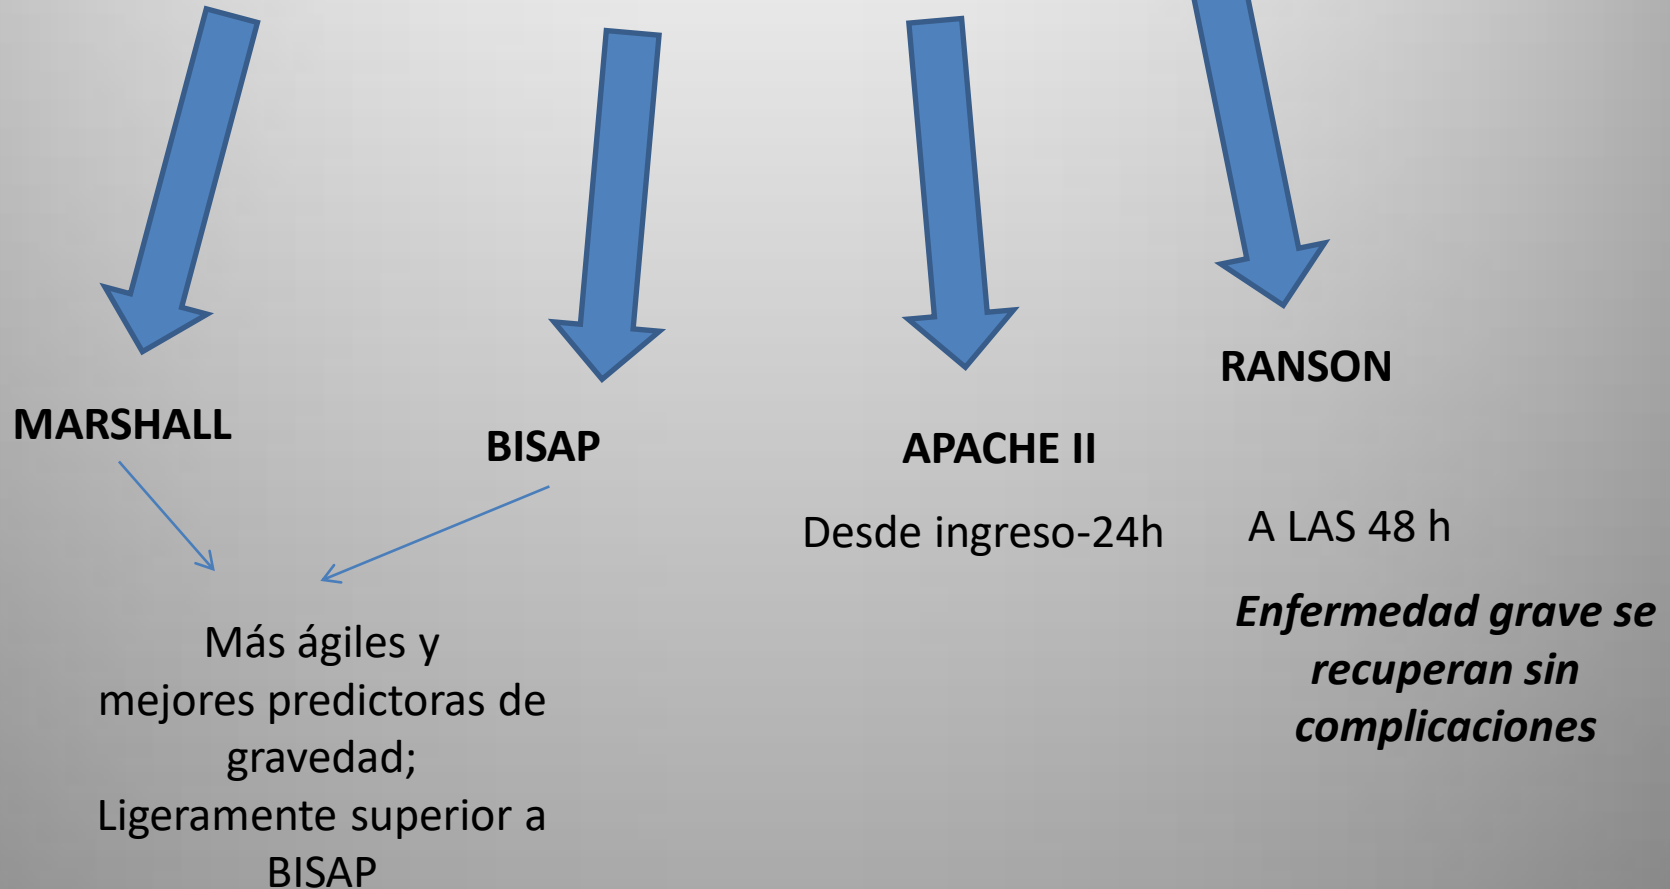 MARSHALL
BISAP
APACHE II
RANSON
Más ágiles y
mejores predictoras de
gravedad;
Ligeramente superior a
BISAP
Desde ingreso-24h
A LAS 48 h
Enfermedad grave se
recuperan sin
complicaciones